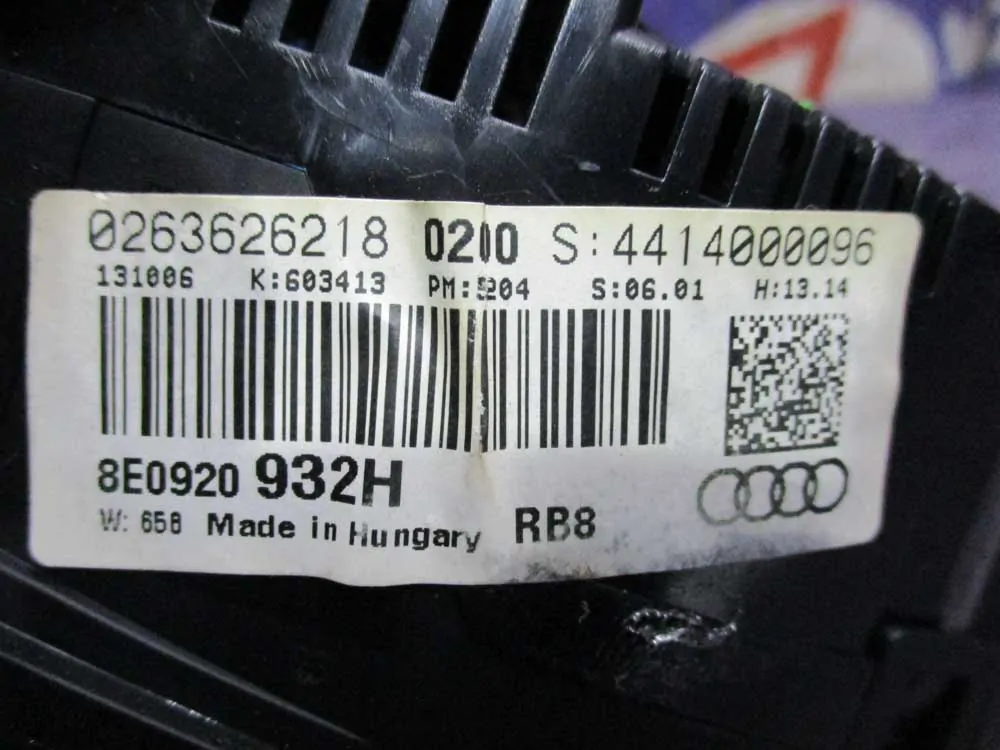 0263626218 0200 S:4414000096
131006 K:603413 PM:5204 S:06.01 H:13.14
8E0920 932H
W: 658 Made in Hungary RB8